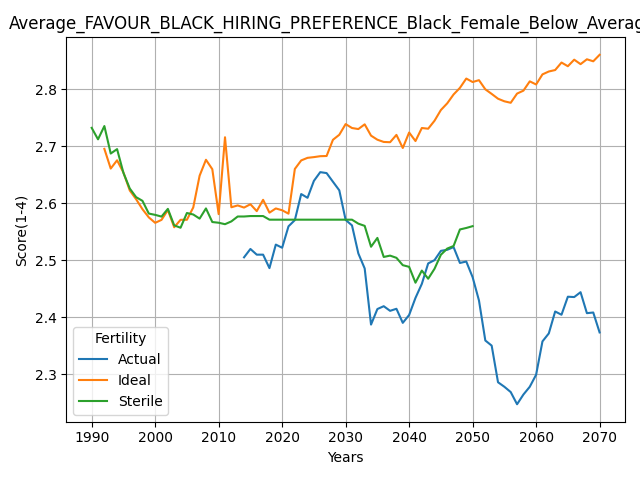 Average_FAVOUR_BLACK_HIRING_PREFERENCE_Black_Female_Below_Averag
Score(1-4)
2.8
2.7
2.6
2.5
2.4
2.3
Fertility
Actual
Ideal
Sterile
1990 2000 2010 2020 2030 2040 2050 2060 2070
Years